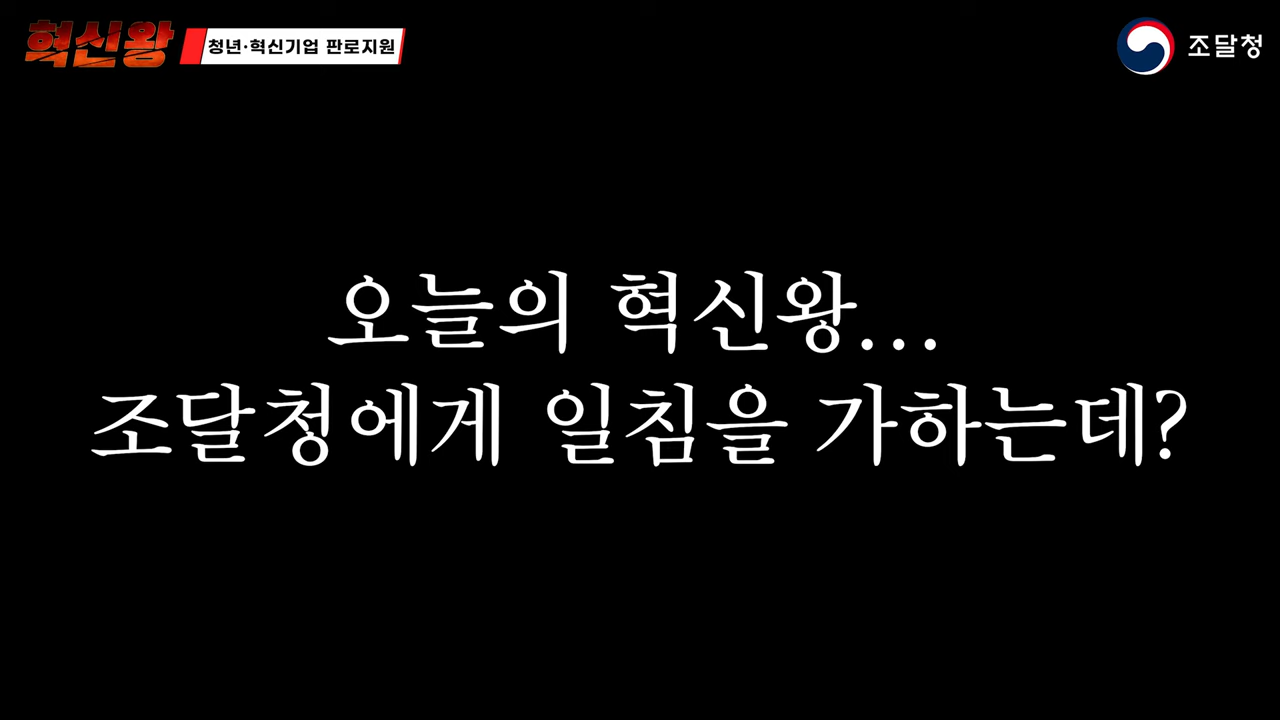 혁신왕
청년·혁신기업 판로지원
조달청
오늘의 혁신왕...
조달청에게 일침을 가하는데?